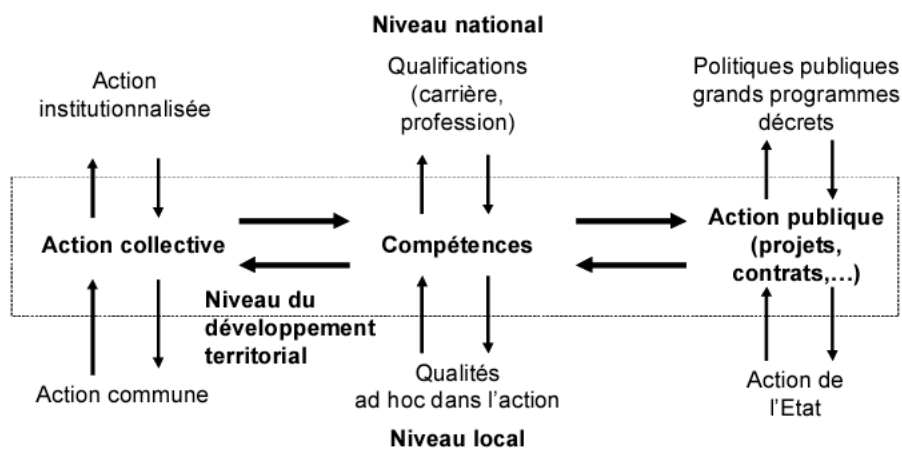 Niveau national
Action
institutionnalisée
Qualifications
(carrière,
profession)
Politiques publiques
grands programmes
décrets
Action collective
Compétences
Action publique
(projets,
contrats,…)
Niveau du
développement
territorial
Action commune
Qualités
ad hoc dans l’action
Action de
l’Etat
Niveau local